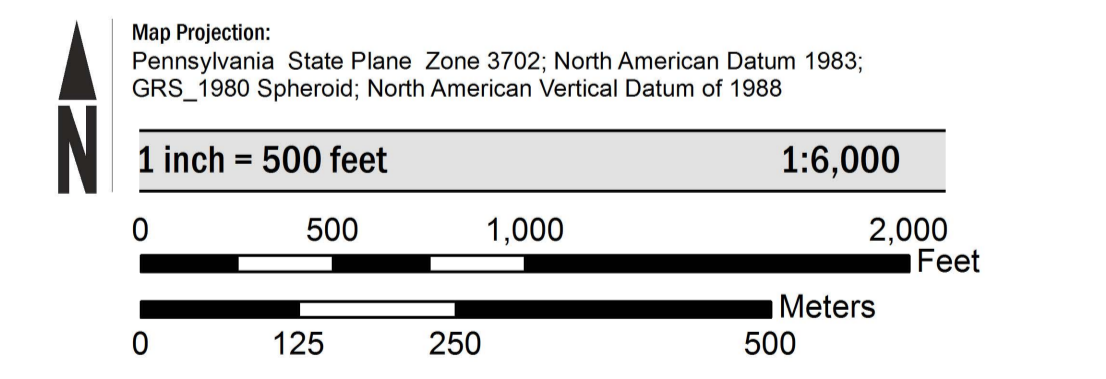 Map Projection:
Pennsylvania State Plane Zone 3702; North American Datum 1983;
GRS_1980 Spheroid; North American Vertical Datum of 1988
N
1 inch = 500 feet 1:6,000
0 500 1,000 2,000
Feet
Meters
0 125 250 500